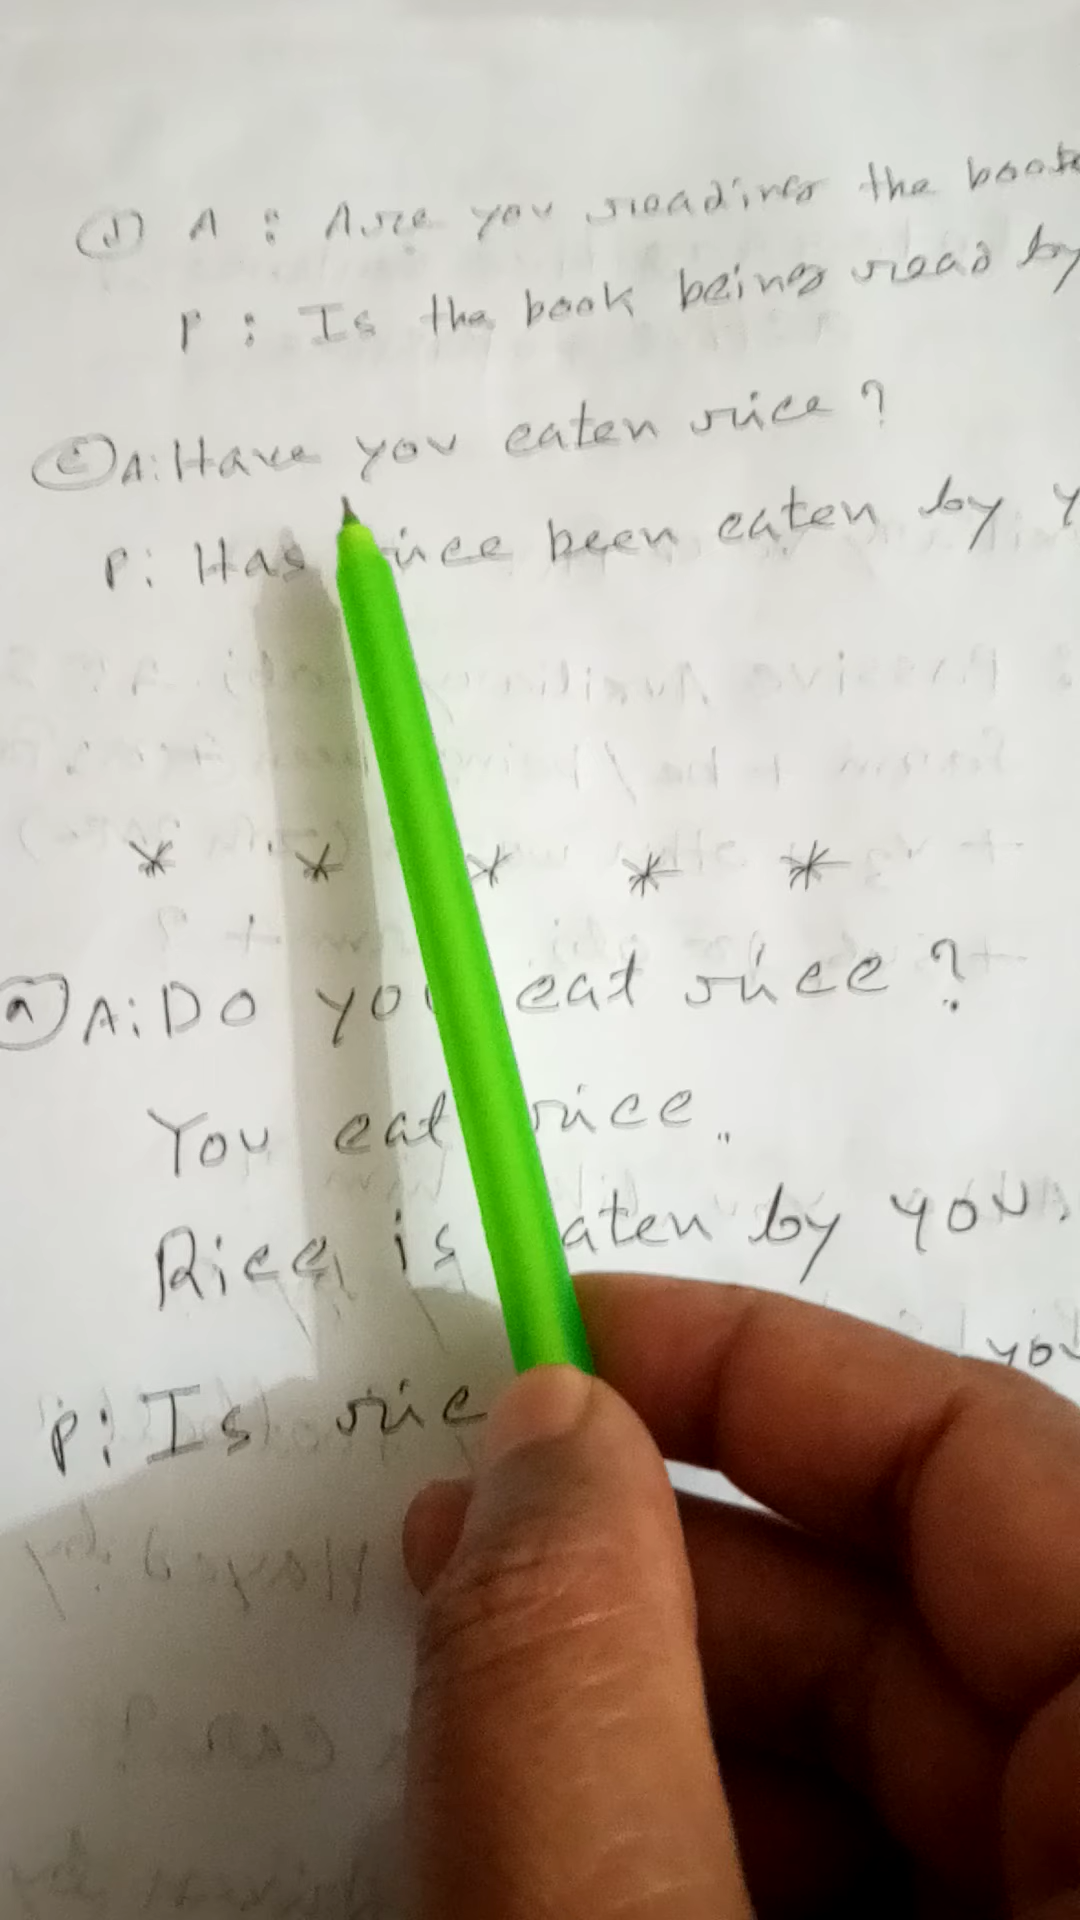 (d) A : Are you reading the book
P : Is the book being read by
(e) A: Have you eaten rice ?
P: Has rice been eaten by y
* * * * *
(a) A: Do you eat rice ?
You eat rice.
Rice is eaten by you.
you
P: Is rice